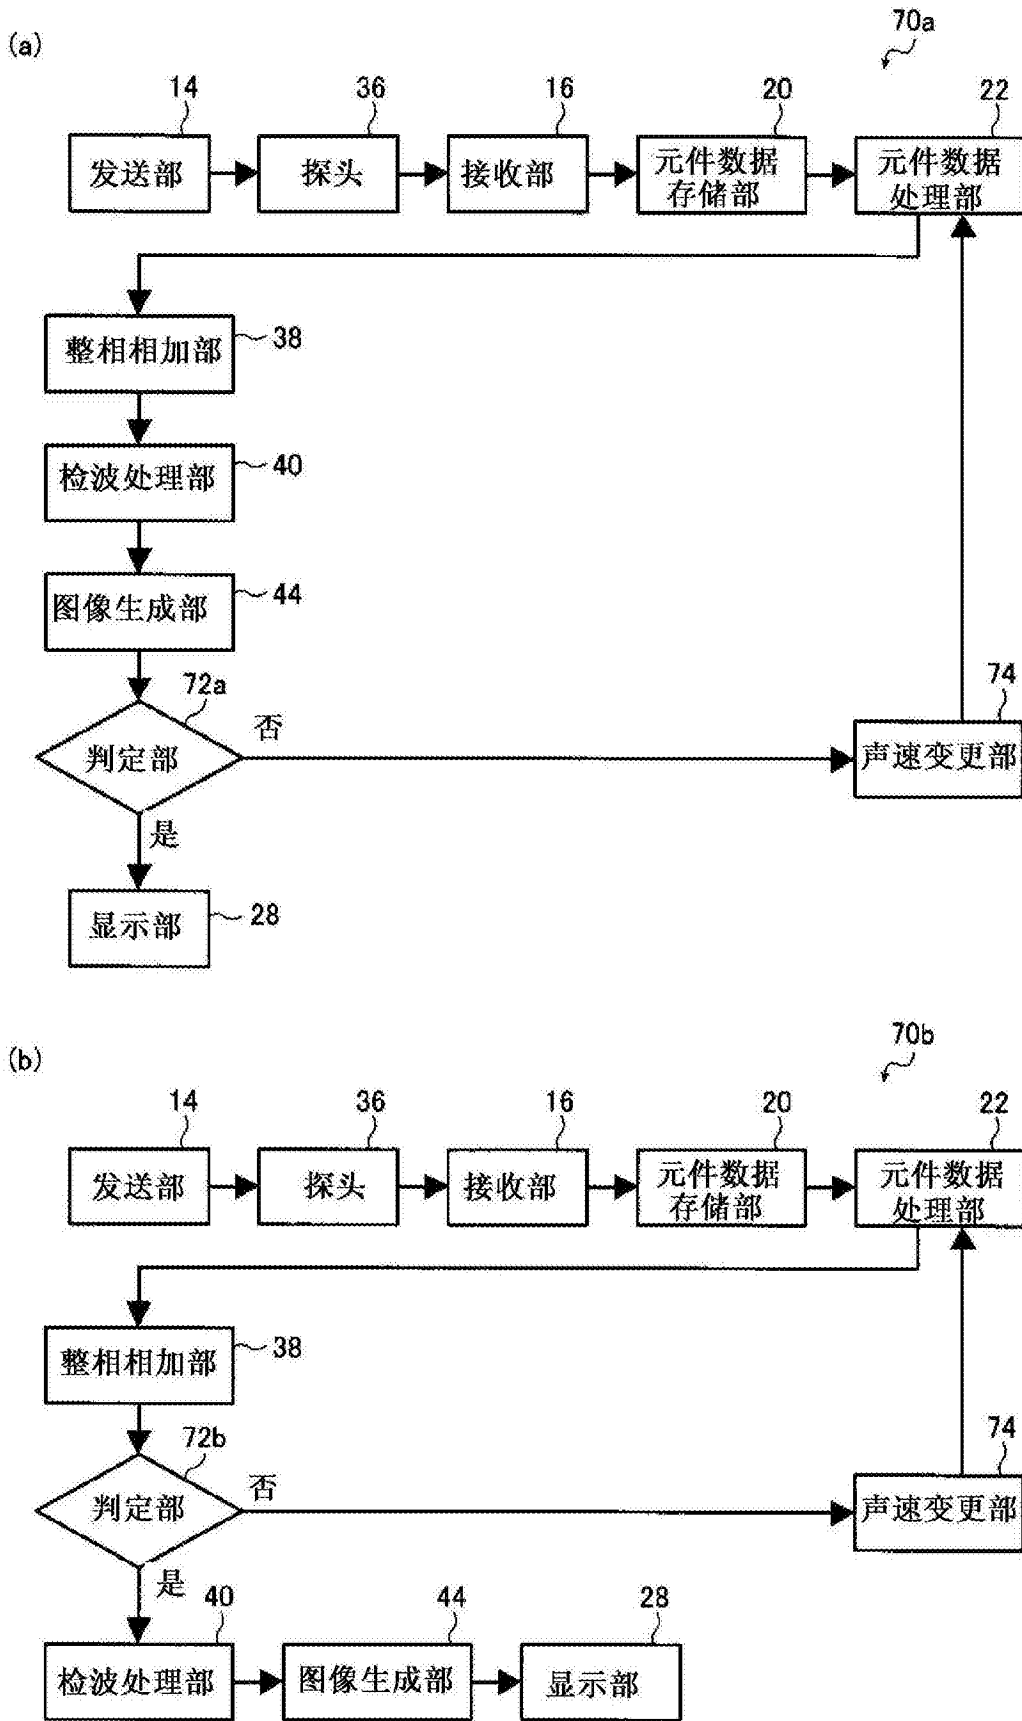 (a)
70a
14
36
16
20
22
发送部
探头
接收部
元件数据
存储部
元件数据
处理部
整相相加部
38
检波处理部
40
图像生成部
44
72a
判定部
否
74
声速变更部
是
显示部
28
(b)
70b
14
36
16
20
22
发送部
探头
接收部
元件数据
存储部
元件数据
处理部
整相相加部
38
72b
判定部
否
74
声速变更部
是
40
44
28
检波处理部
图像生成部
显示部